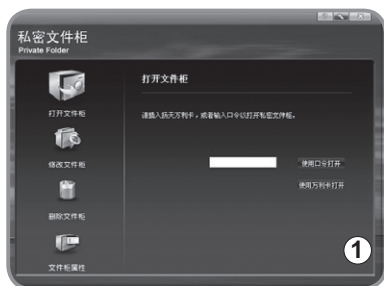 私密文件柜
Private Folder
打开文件柜
修改文件柜
删除文件柜
文件柜属性
打开文件柜
请插入扬天万利卡，或者输入口令以打开私密文件柜。
使用口令打开
使用万利卡打开
1